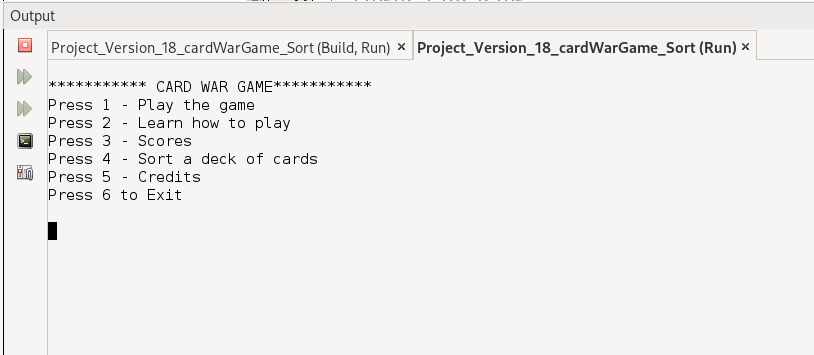 Output
Project_Version_18_cardWarGame_Sort (Build, Run) × Project_Version_18_cardWarGame_Sort (Run) ×
*********** CARD WAR GAME***********
Press 1 - Play the game
Press 2 - Learn how to play
Press 3 - Scores
Press 4 - Sort a deck of cards
Press 5 - Credits
Press 6 to Exit